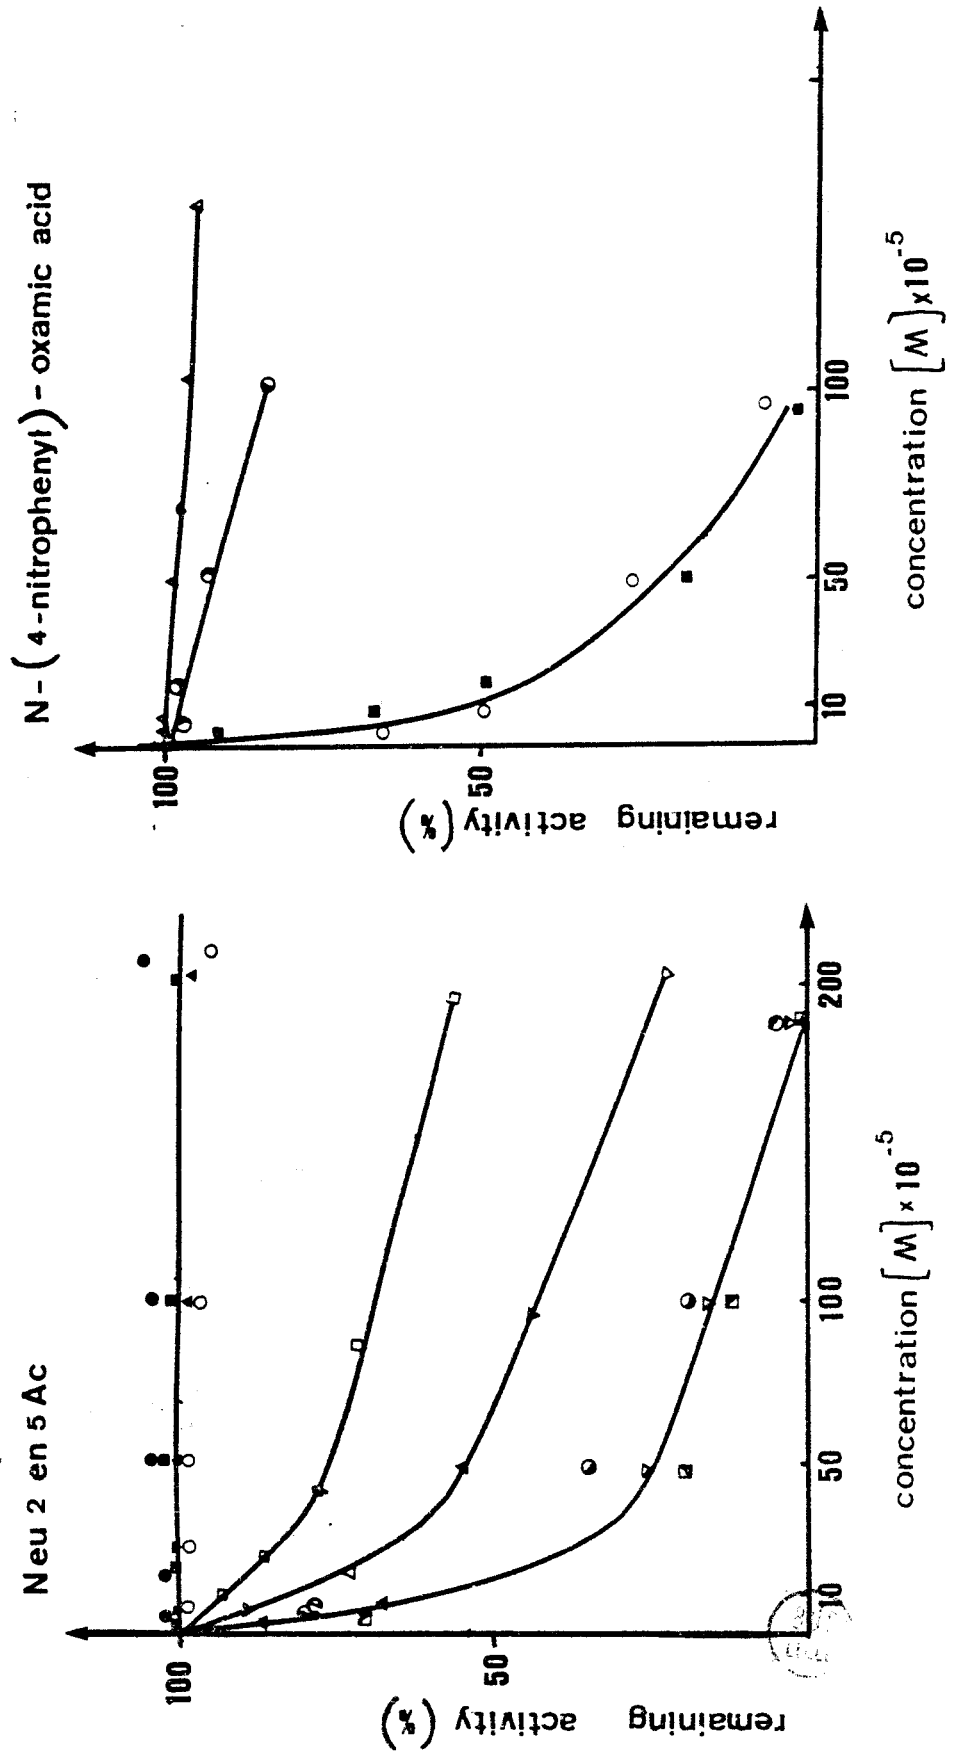 Neu 2 en 5 Ac
100
50
remaining activity (%)
10
50
100
200
concentration [M] x 10-5
N-(4-nitrophenyl)-oxamic acid
100
50
remaining activity (%)
10
50
100
concentration [M] x10-5